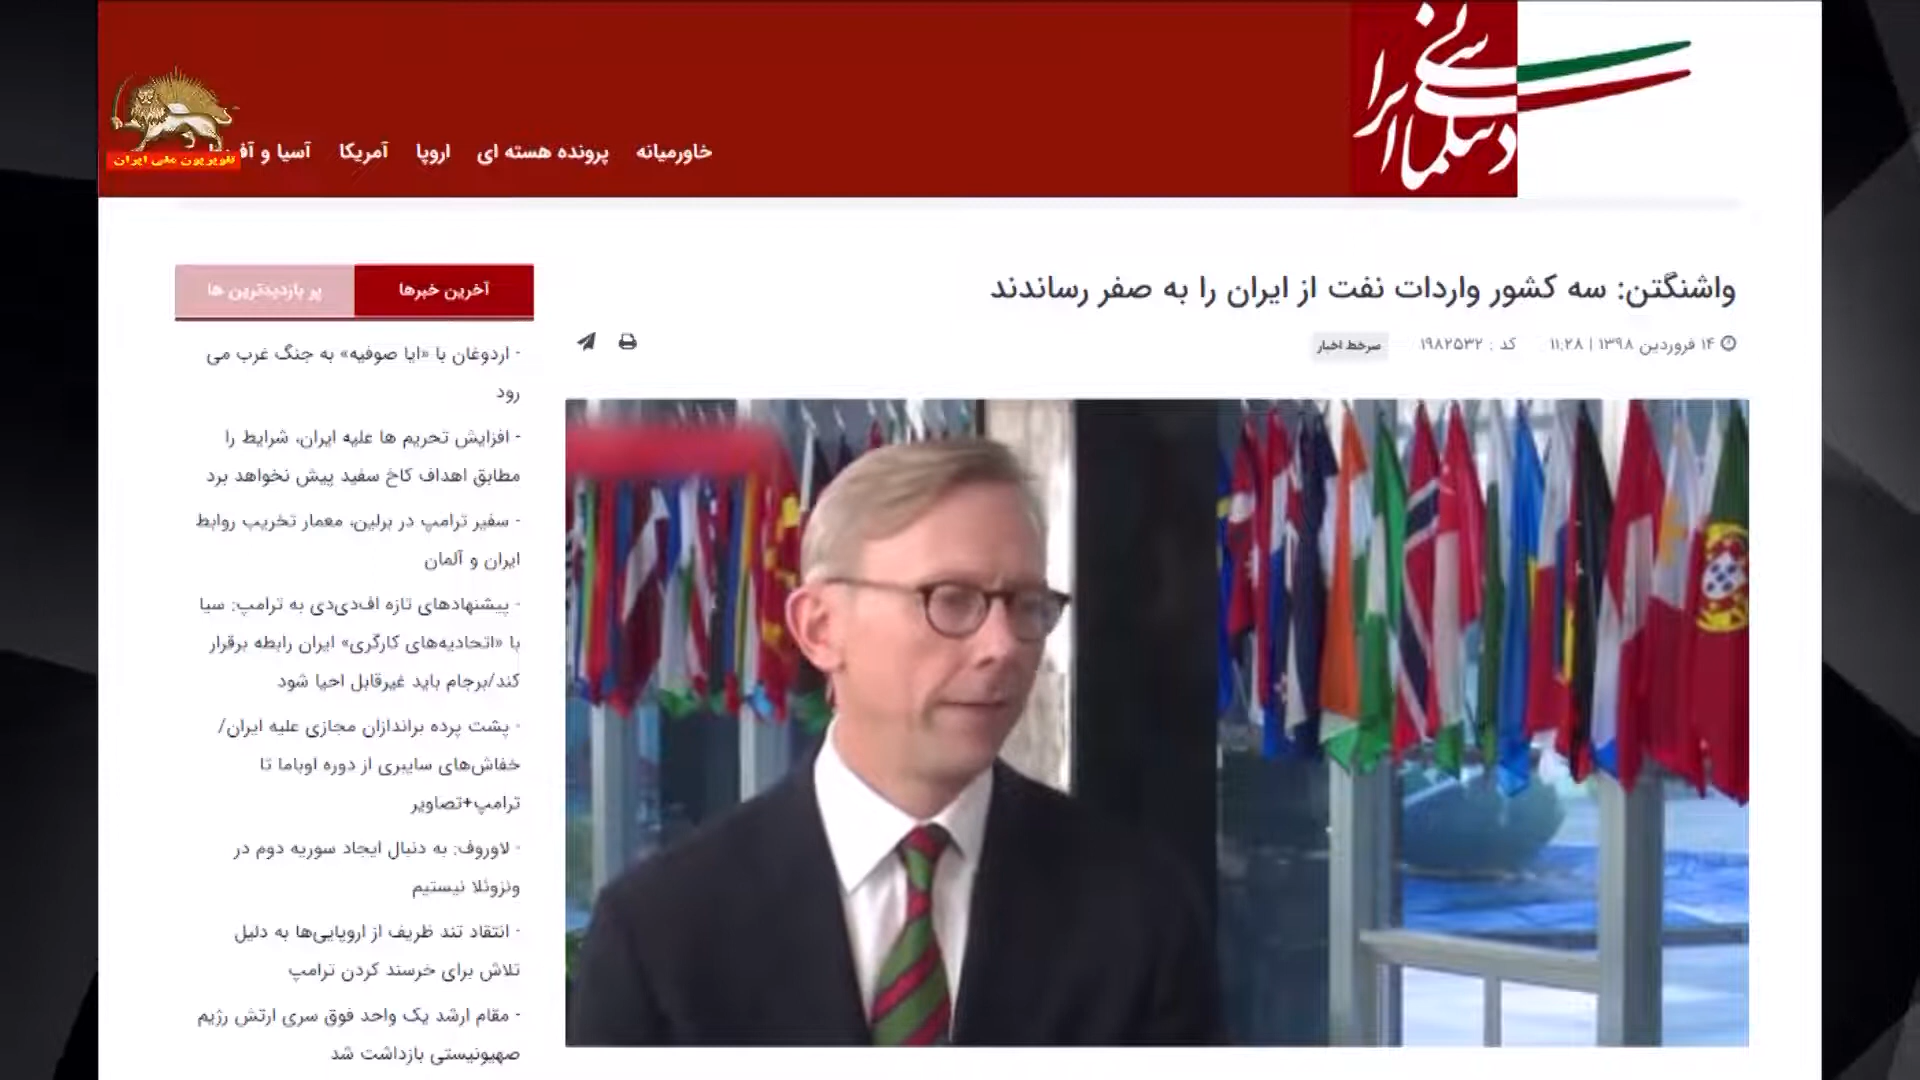 دیپلماسی ایرانی
خاورمیانه
پرونده هسته ای
اروپا
آمریکا
آسیا و
تلویزیون ملی ایران
واشنگتن: سه کشور واردات نفت از ایران را به صفر رساندند
۱۴ فروردین ۱۳۹۸ | ۱۱:۲۸
کد : ۱۹۸۲۵۳۲
سرخط اخبار
آخرین خبرها
پر بازدیدترین ها
- اردوغان با «ایا صوفیه» به جنگ غرب می
رود
- افزایش تحریم ها علیه ایران، شرایط را
مطابق اهداف کاخ سفید پیش نخواهد برد
- سفیر ترامپ در برلین، معمار تخریب روابط
ایران و آلمان
- پیشنهادهای تازه اف‌دی‌دی به ترامپ: سیا
با «اتحادیه‌های کارگری» ایران رابطه برقرار
کند/برجام باید غیرقابل احیا شود
- پشت پرده براندازان مجازی علیه ایران/
خفاش‌های سایبری از دوره اوباما تا
ترامپ+تصاویر
- لاوروف: به دنبال ایجاد سوریه دوم در
ونزوئلا نیستیم
- انتقاد تند ظریف از اروپایی‌ها به دلیل
تلاش برای خرسند کردن ترامپ
- مقام ارشد یک واحد فوق سری ارتش رژیم
صهیونیستی بازداشت شد